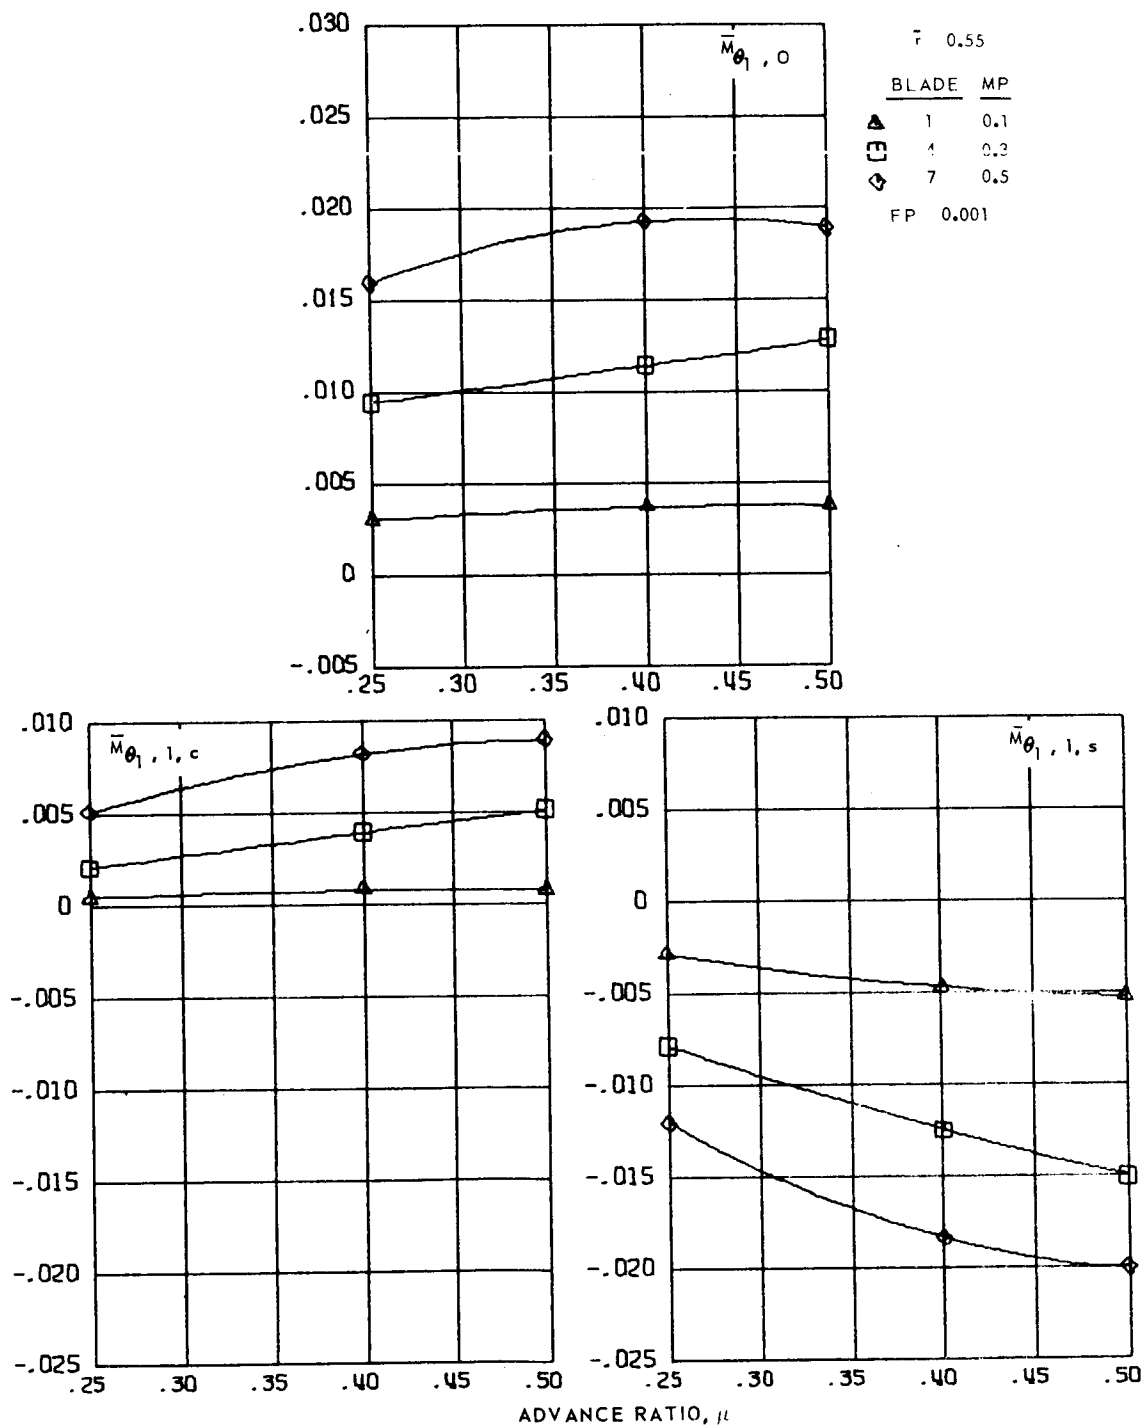 .030
.025
.020
.015
.010
.005
0
-.005
.25 .30 .35 .40 .45 .50
M̄θ₁ , 0
r̄ 0.55
BLADE MP
1 0.1
4 0.3
7 0.5
FP 0.001
.010
.005
0
-.005
-.010
-.015
-.020
-.025
.25 .30 .35 .40 .45 .50
M̄θ₁ , 1, c
.010
.005
0
-.005
-.010
-.015
-.020
-.025
.25 .30 .35 .40 .45 .50
M̄θ₁ , 1, s
ADVANCE RATIO, μ